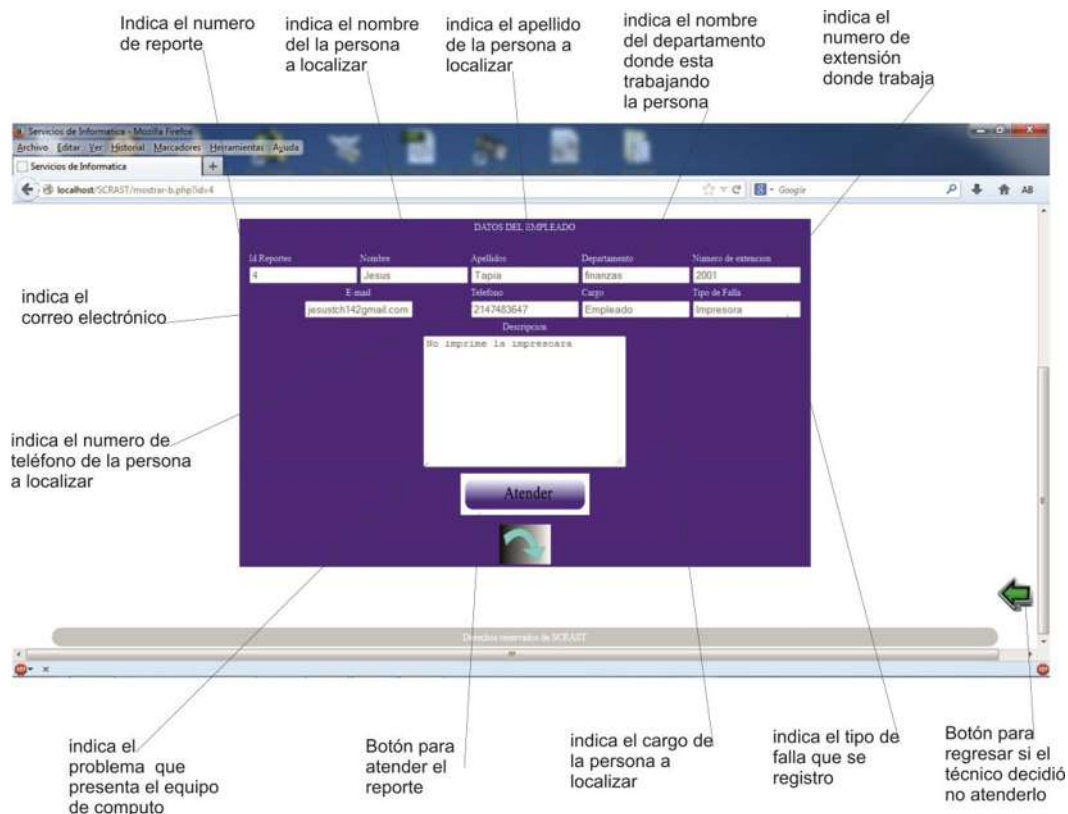 Indica el numero
de reporte
indica el nombre
del la persona
a localizar
indica el apellido
de la persona a
localizar
indica el nombre
del departamento
donde esta
trabajando
la persona
indica el
numero de
extensión
donde trabaja
Servicios de Informatica - Mozilla Firefox
Archivo Editar Ver Historial Marcadores Herramientas Ayuda
Servicios de Informatica
localhost/SCRAST/mostrar-b.php?id=4
Google
DATOS DEL EMPLEADO
Id Reportes Nombre Apellidos Departamento Numero de extencion
4 Jesus Tapia finanzas 2001
E-mail Telefono Cargo Tipo de Falla
jesustch142gmail.com 2147483647 Empleado Impresora
Descripcion
No imprime la imprescara
Atender
indica el
correo electrónico
indica el numero de
teléfono de la persona
a localizar
Derechos reservados de SCRAST
indica el
problema que
presenta el equipo
de computo
Botón para
atender el
reporte
indica el cargo de
la persona a
localizar
indica el tipo de
falla que se
registro
Botón para
regresar si el
técnico decidió
no atenderlo